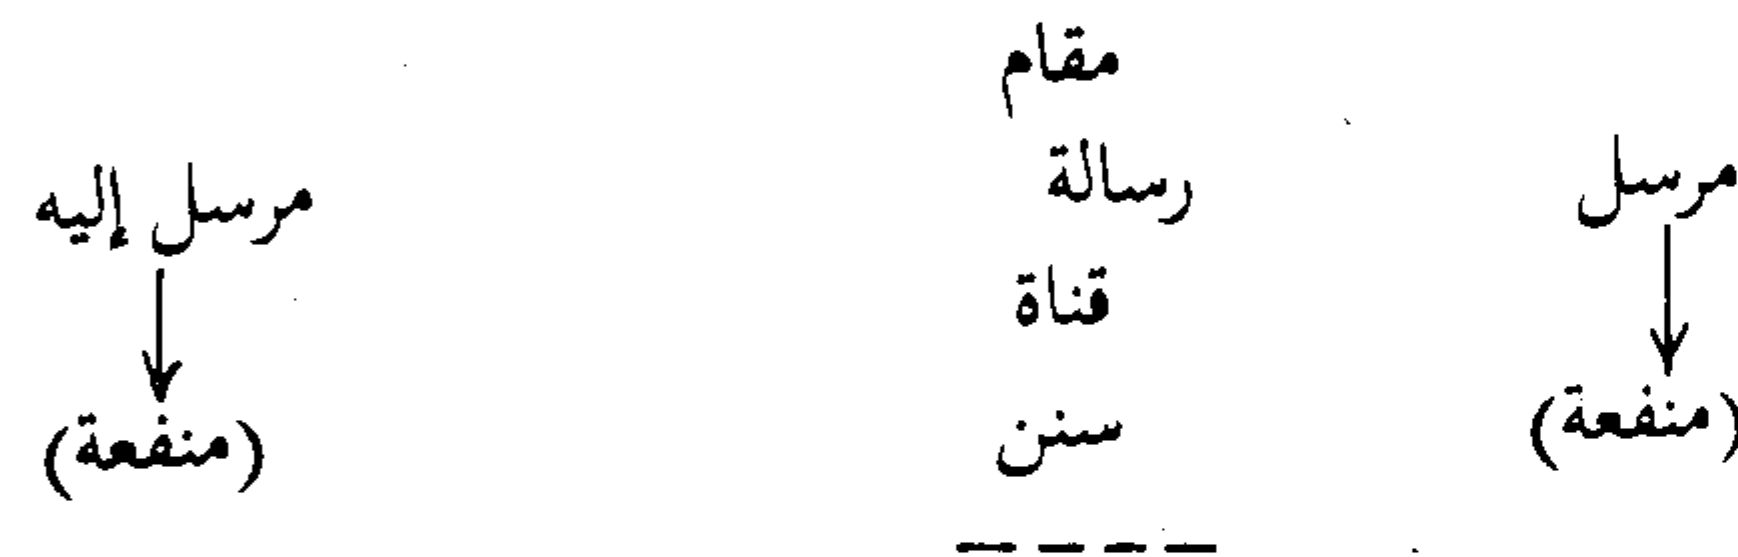 مقام
مرسل رسالة مرسل إليه
قناة
(منفعة) سنن (منفعة)